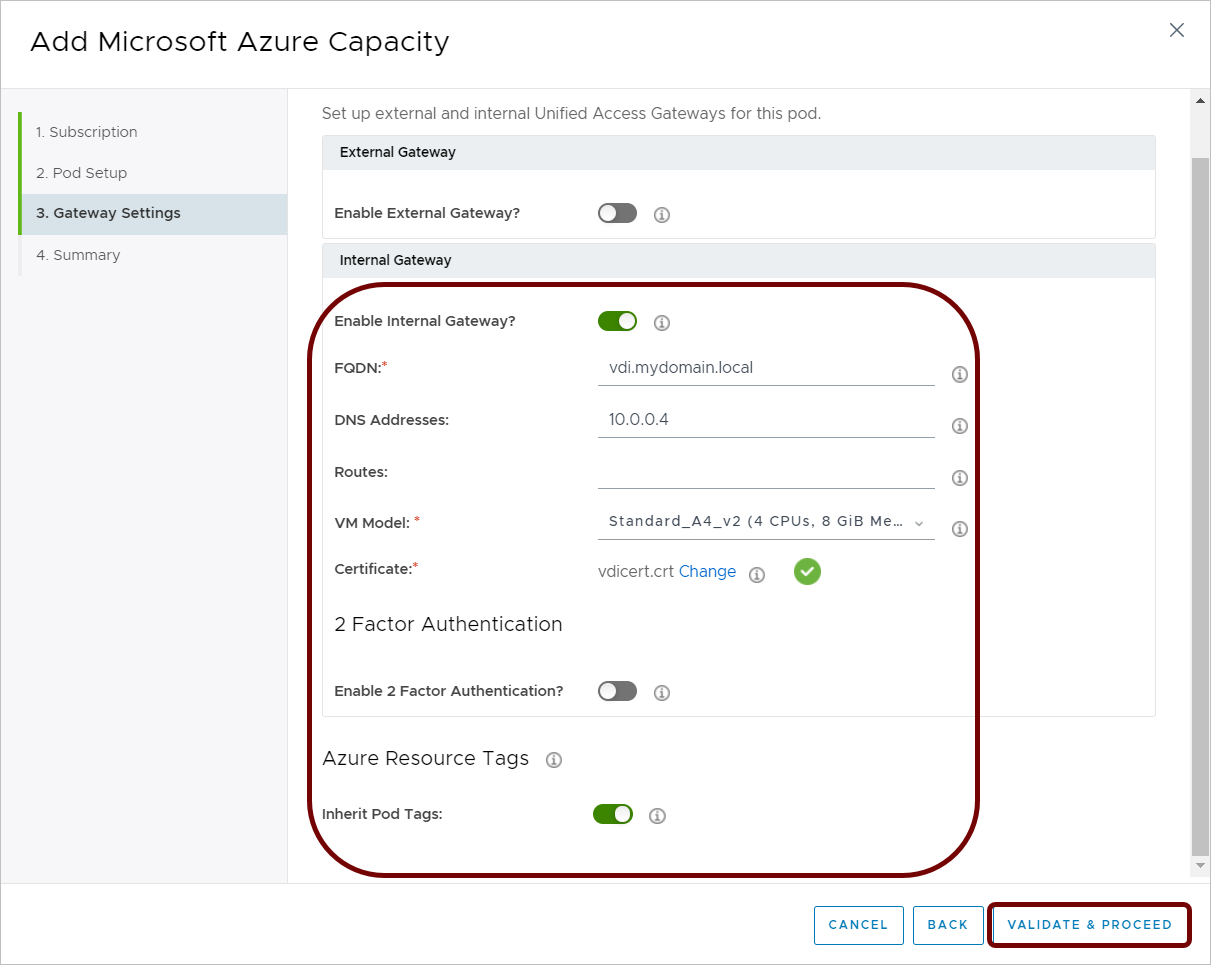 Add Microsoft Azure Capacity
1. Subscription
2. Pod Setup
3. Gateway Settings
4. Summary
Set up external and internal Unified Access Gateways for this pod.
External Gateway
Enable External Gateway?
Internal Gateway
Enable Internal Gateway?
FQDN:* vdi.mydomain.local
DNS Addresses: 10.0.0.4
Routes:
VM Model: * Standard_A4_v2 (4 CPUs, 8 GiB Me...
Certificate:* vdicert.crt Change
2 Factor Authentication
Enable 2 Factor Authentication?
Azure Resource Tags
Inherit Pod Tags:
CANCEL BACK VALIDATE & PROCEED